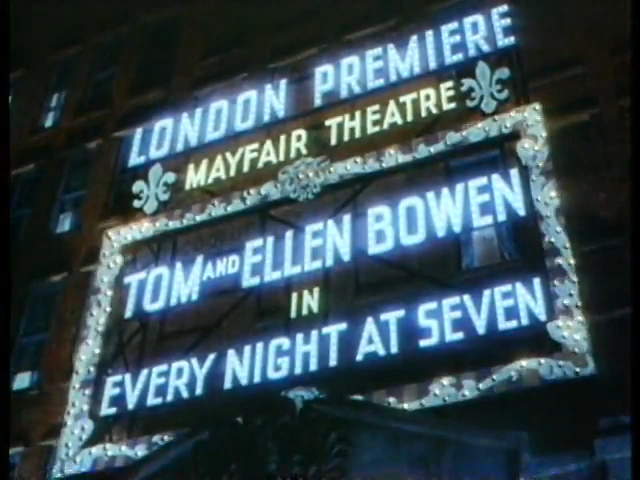 LONDON PREMIERE
MAYFAIR THEATRE
TOM AND ELLEN BOWEN
IN
EVERY NIGHT AT SEVEN